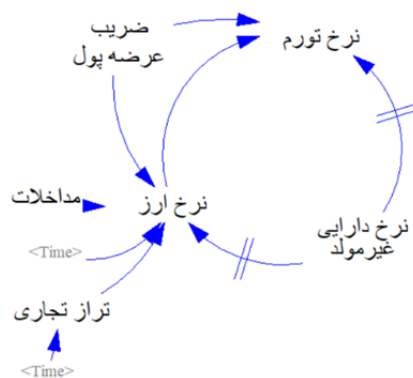 ضریب
عرضه پول
نرخ تورم
مداخلات
نرخ ارز
نرخ دارایی
غیرمولد
<Time>
تراز تجاری
<Time>